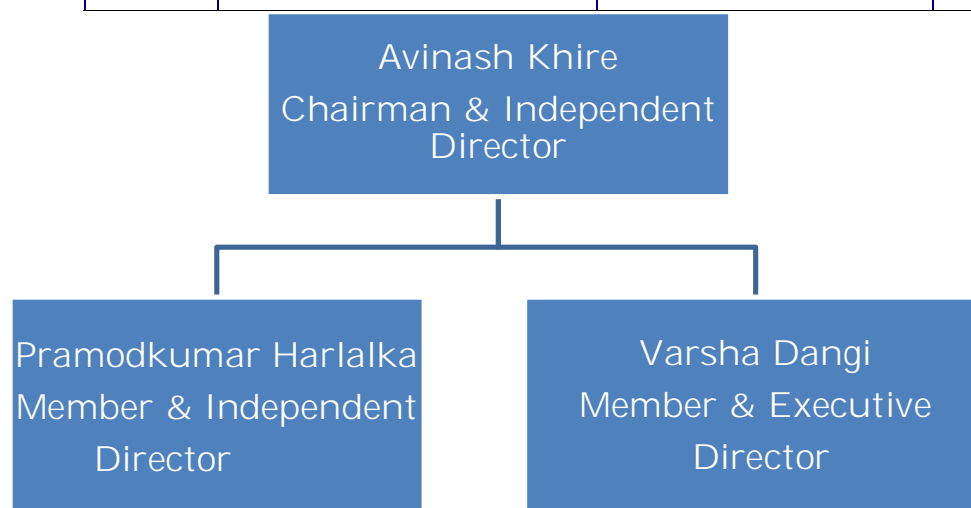 Avinash Khire
Chairman & Independent
Director
Pramodkumar Harlalka
Member & Independent
Director
Varsha Dangi
Member & Executive
Director